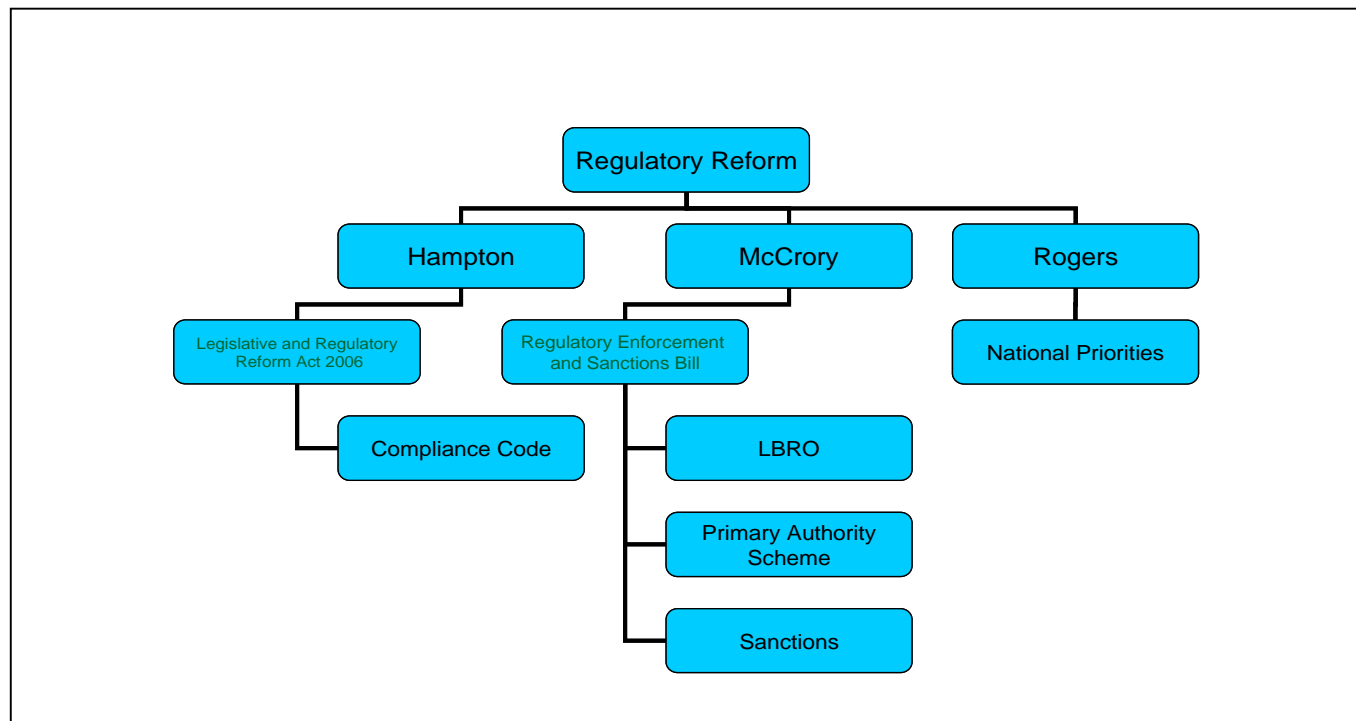 Regulatory Reform
Hampton
McCrory
Rogers
Legislative and Regulatory
Reform Act 2006
Regulatory Enforcement
and Sanctions Bill
National Priorities
Compliance Code
LBRO
Primary Authority
Scheme
Sanctions